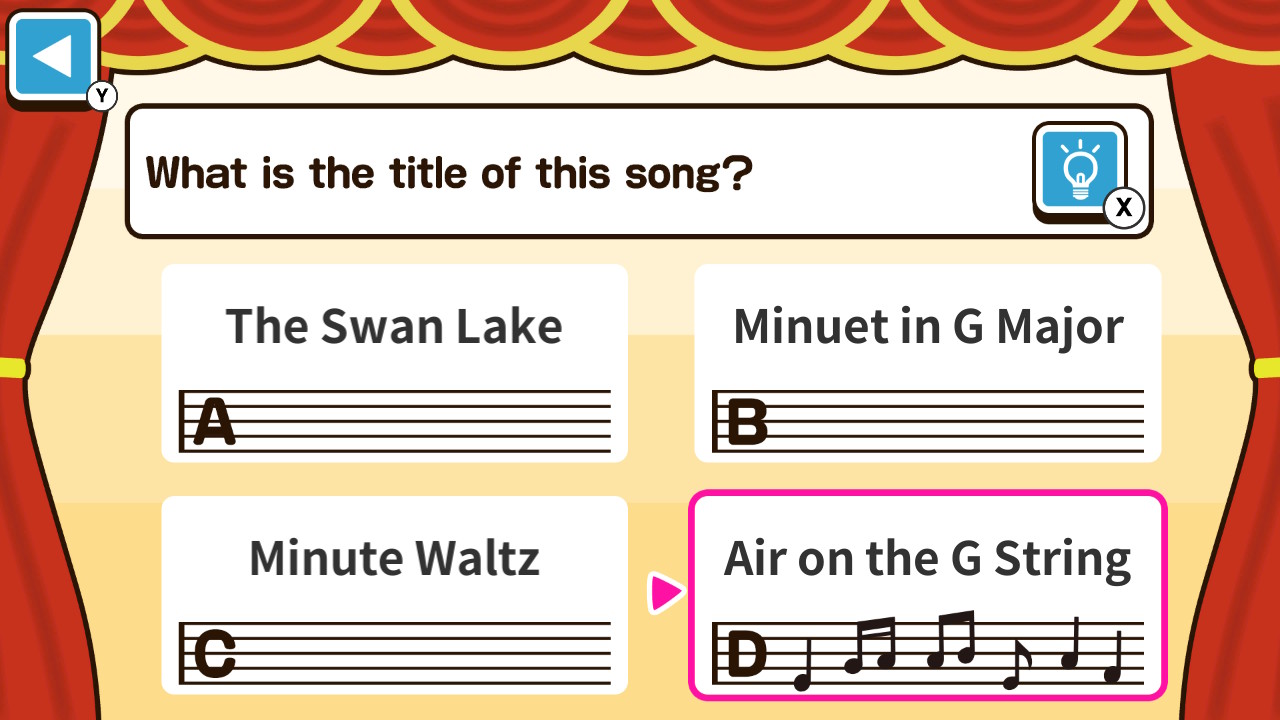 Y
What is the title of this song?
X
The Swan Lake
A
Minuet in G Major
B
Minute Waltz
C
Air on the G String
D